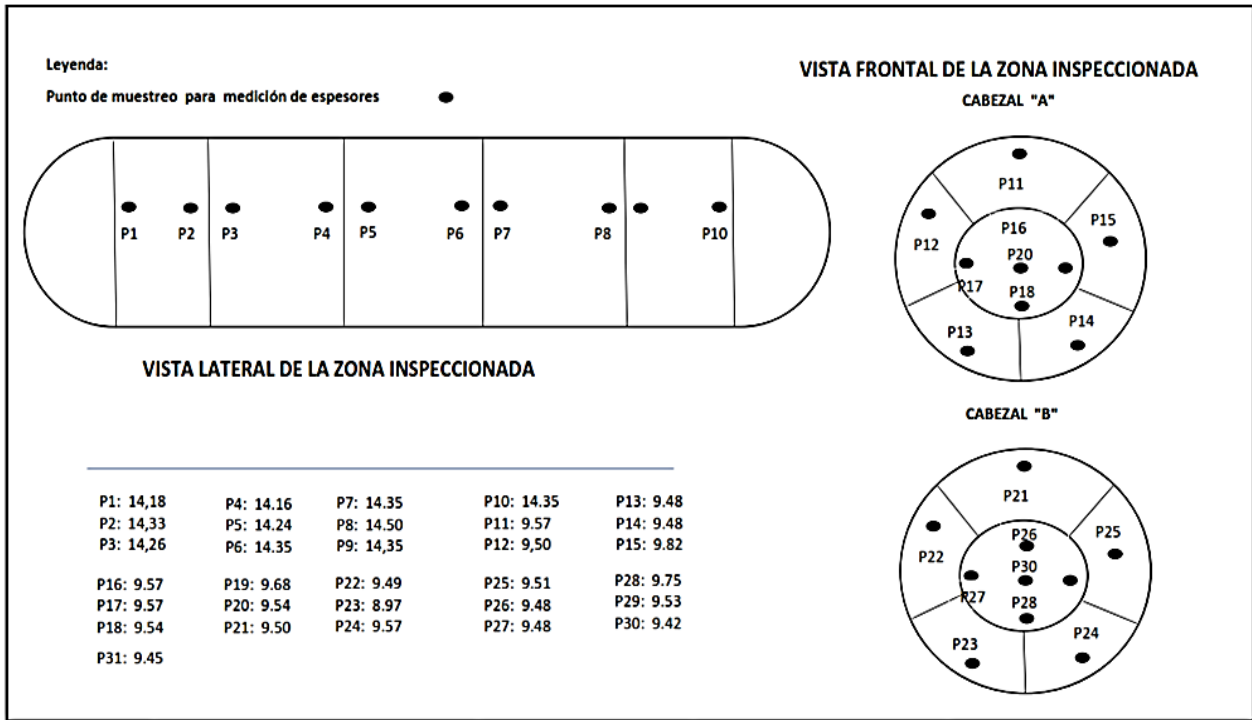 Leyenda:
Punto de muestreo para medición de espesores
VISTA FRONTAL DE LA ZONA INSPECCIONADA
CABEZAL "A"
P1 P2 P3 P4 P5 P6 P7 P8 P10
P11
P12
P15
P16
P20
P17
P18
P13
P14
VISTA LATERAL DE LA ZONA INSPECCIONADA
CABEZAL "B"
P21
P22
P25
P26
P30
P27
P28
P23
P24
P1: 14,18 P4: 14.16 P7: 14.35 P10: 14.35 P13: 9.48
P2: 14,33 P5: 14.24 P8: 14.50 P11: 9.57 P14: 9.48
P3: 14,26 P6: 14.35 P9: 14,35 P12: 9,50 P15: 9.82
P16: 9.57 P19: 9.68 P22: 9.49 P25: 9.51 P28: 9.75
P17: 9.57 P20: 9.54 P23: 8.97 P26: 9.48 P29: 9.53
P18: 9.54 P21: 9.50 P24: 9.57 P27: 9.48 P30: 9.42
P31: 9.45